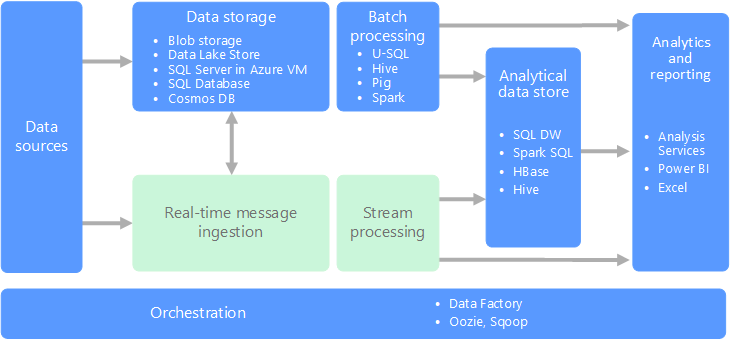 Data sources
Data storage
• Blob storage
• Data Lake Store
• SQL Server in Azure VM
• SQL Database
• Cosmos DB
Real-time message
ingestion
Batch
processing
• U-SQL
• Hive
• Pig
• Spark
Stream
processing
Analytical
data store
• SQL DW
• Spark SQL
• HBase
• Hive
Analytics
and
reporting
• Analysis
Services
• Power BI
• Excel
Orchestration
• Data Factory
• Oozie, Sqoop